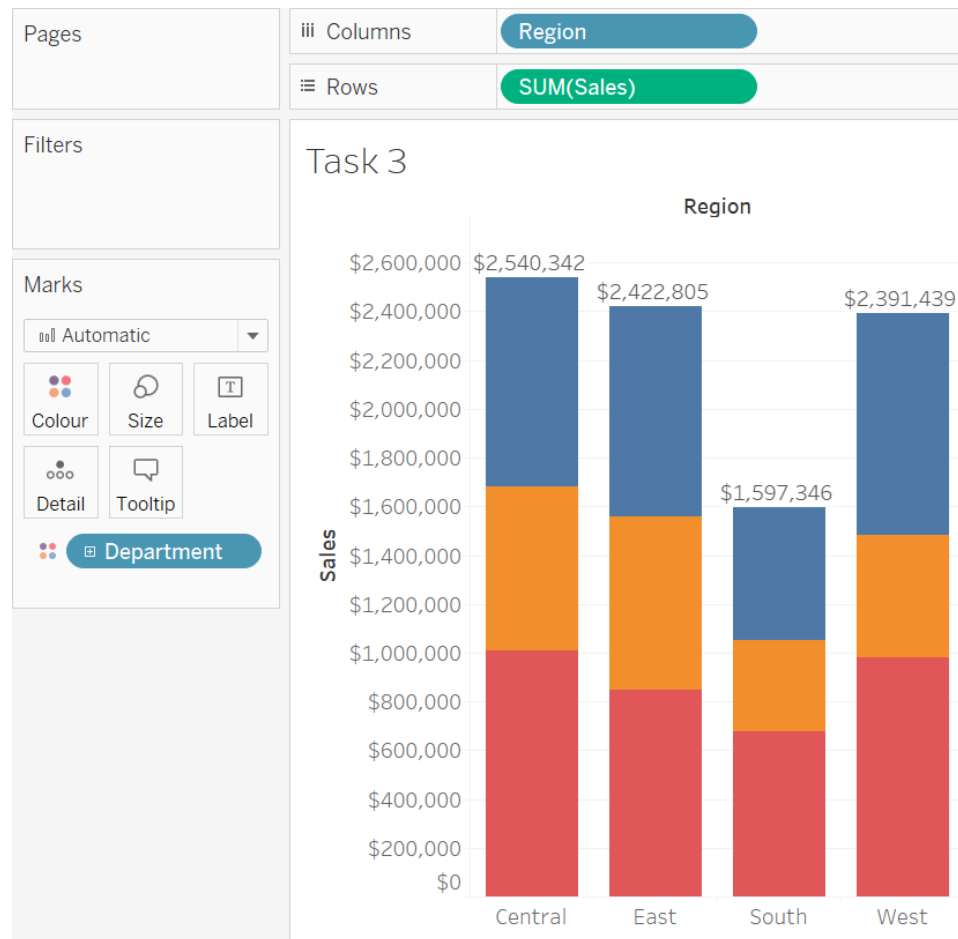 Pages
Columns
Region
Rows
SUM(Sales)
Filters
Marks
Automatic
Colour
Size
T
Label
Detail
Tooltip
Department
Task 3
Region
$2,600,000
$2,540,342
$2,422,805
$2,391,439
$2,400,000
$2,200,000
$2,000,000
$1,800,000
$1,597,346
$1,600,000
Sales
$1,400,000
$1,200,000
$1,000,000
$800,000
$600,000
$400,000
$200,000
$0
Central East South West